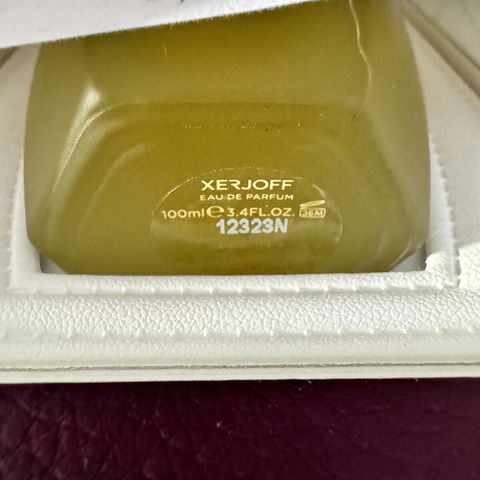 XERJOFF
EAU DE PARFUM
100ml ℮ 3.4FL.OZ. 36M
12323N